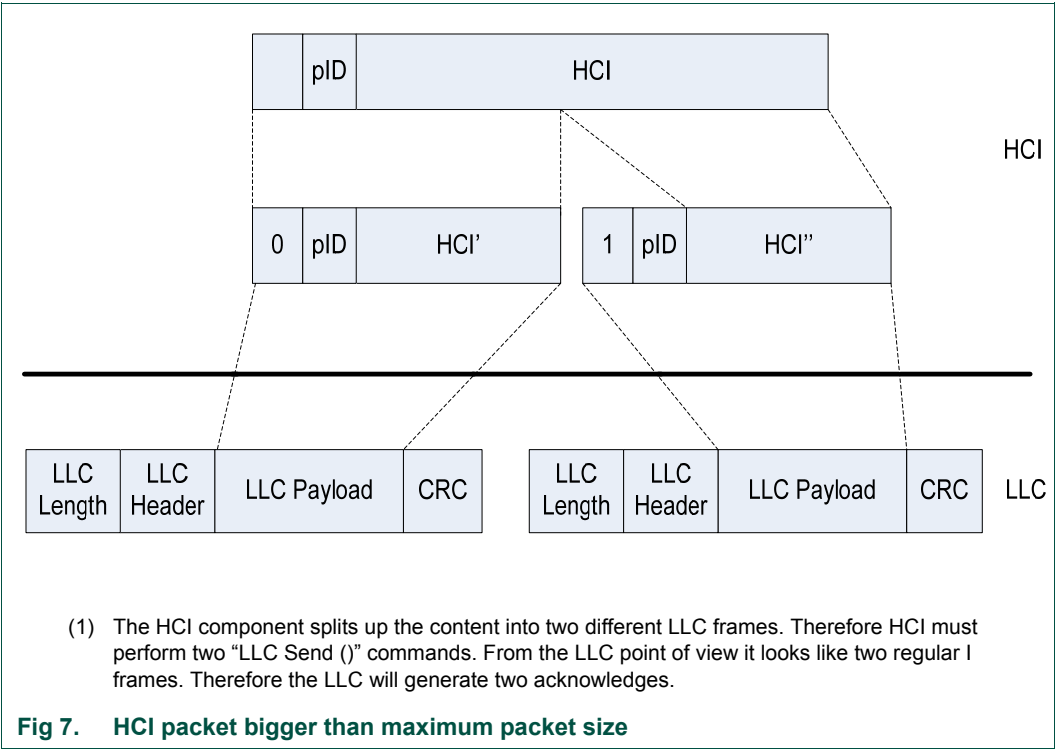 pID HCI
HCI
0 pID HCI' 1 pID HCI''
LLC Length LLC Header LLC Payload CRC LLC Length LLC Header LLC Payload CRC LLC
(1) The HCI component splits up the content into two different LLC frames. Therefore HCI must
perform two “LLC Send ()” commands. From the LLC point of view it looks like two regular I
frames. Therefore the LLC will generate two acknowledges.
Fig 7. HCI packet bigger than maximum packet size